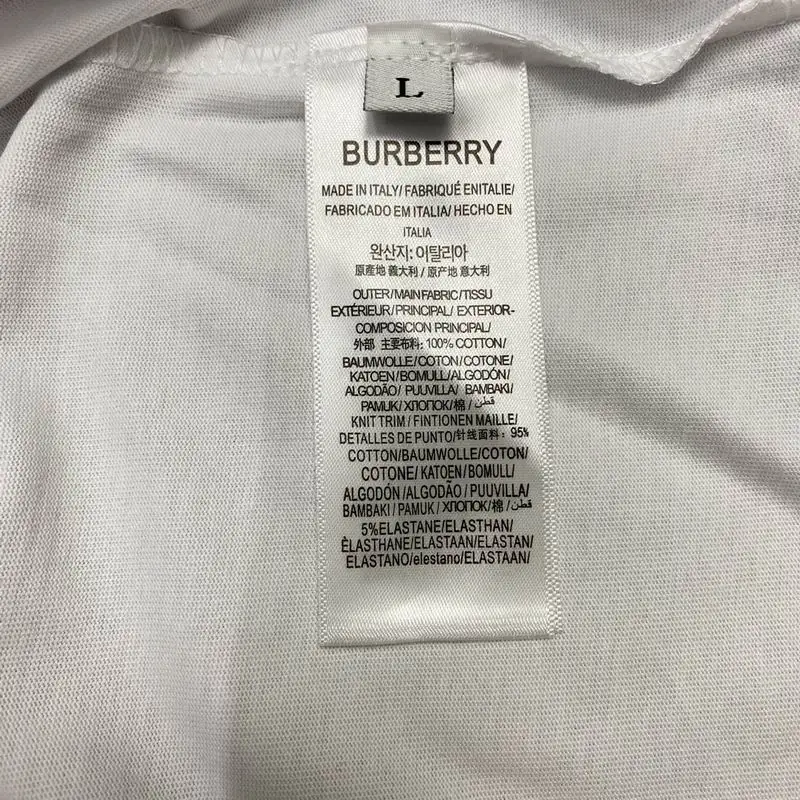 L
BURBERRY
MADE IN ITALY/ FABRIQUÉ ENITALIE/
FABRICADO EM ITALIA/ HECHO EN
ITALIA
완산지: 이탈리아
原產地 義大利 / 原产地 意大利
OUTER/MAIN FABRIC/TISSU
EXTÉRIEUR/PRINCIPAL/ EXTERIOR-
COMPOSICION PRINCIPAL/
外部 主要布料: 100% COTTON/
BAUMWOLLE/COTON/COTONE/
KATOEN/BOMULL/ALGODÓN/
ALGODÃO/ PUUVILLA/ BAMBAKI/
PAMUK/ХЛОПОК/棉/ قطن/
KNIT TRIM / FINTIONEN MAILLE/
DETALLES DE PUNTO/针线面料: 95%
COTTON/BAUMWOLLE/COTON/
COTONE/ KATOEN/BOMULL/
ALGODÓN /ALGODÃO / PUUVILLA/
BAMBAKI / PAMUK / ХЛОПОК/棉/ قطن/
5%ELASTANE/ELASTHAN/
ÈLASTHANE/ELASTAAN/ELASTAN/
ELASTANO/elestano/ELASTAAN/